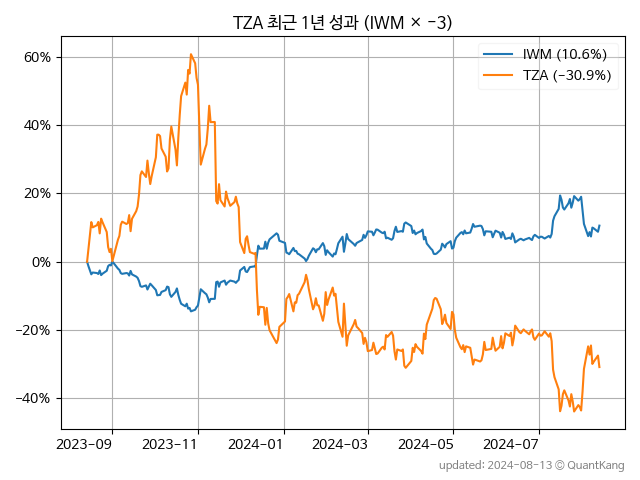 TZA 최근 1년 성과 (IWM × −3)
IWM (10.6%)
TZA (−30.9%)
60%
40%
20%
0%
−20%
−40%
2023-09 2023-11 2024-01 2024-03 2024-05 2024-07
updated: 2024-08-13 © QuantKang